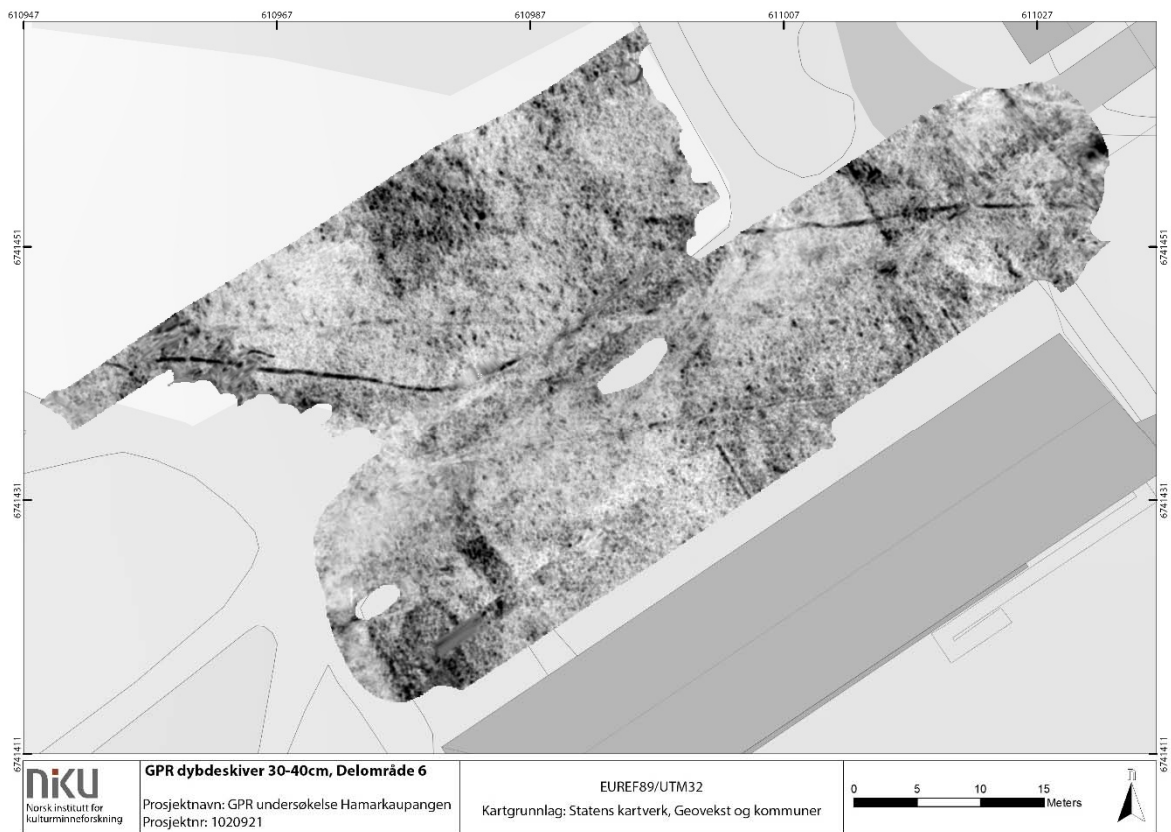 610947 610967 610987 611007 611027
6741451 6741451
6741431 6741431
6741411 6741411
NIKU
Norsk institutt for
kulturminneforskning
GPR dybdeskiver 30-40cm, Delområde 6
Prosjektnavn: GPR undersøkelse Hamarkaupangen
Prosjektnr: 1020921
EUREF89/UTM32
Kartgrunnlag: Statens kartverk, Geovekst og kommuner
0 5 10 15
Meters